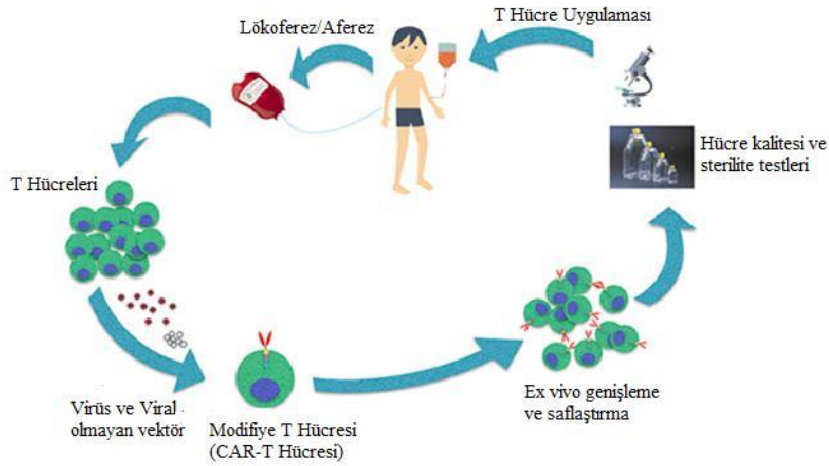 Lökoferez/Aferez
T Hücre Uygulaması
Hücre kalitesi ve
sterilite testleri
T Hücreleri
Virüs ve Viral
olmayan vektör
Modifiye T Hücresi
(CAR-T Hücresi)
Ex vivo genişleme
ve saflaştırma